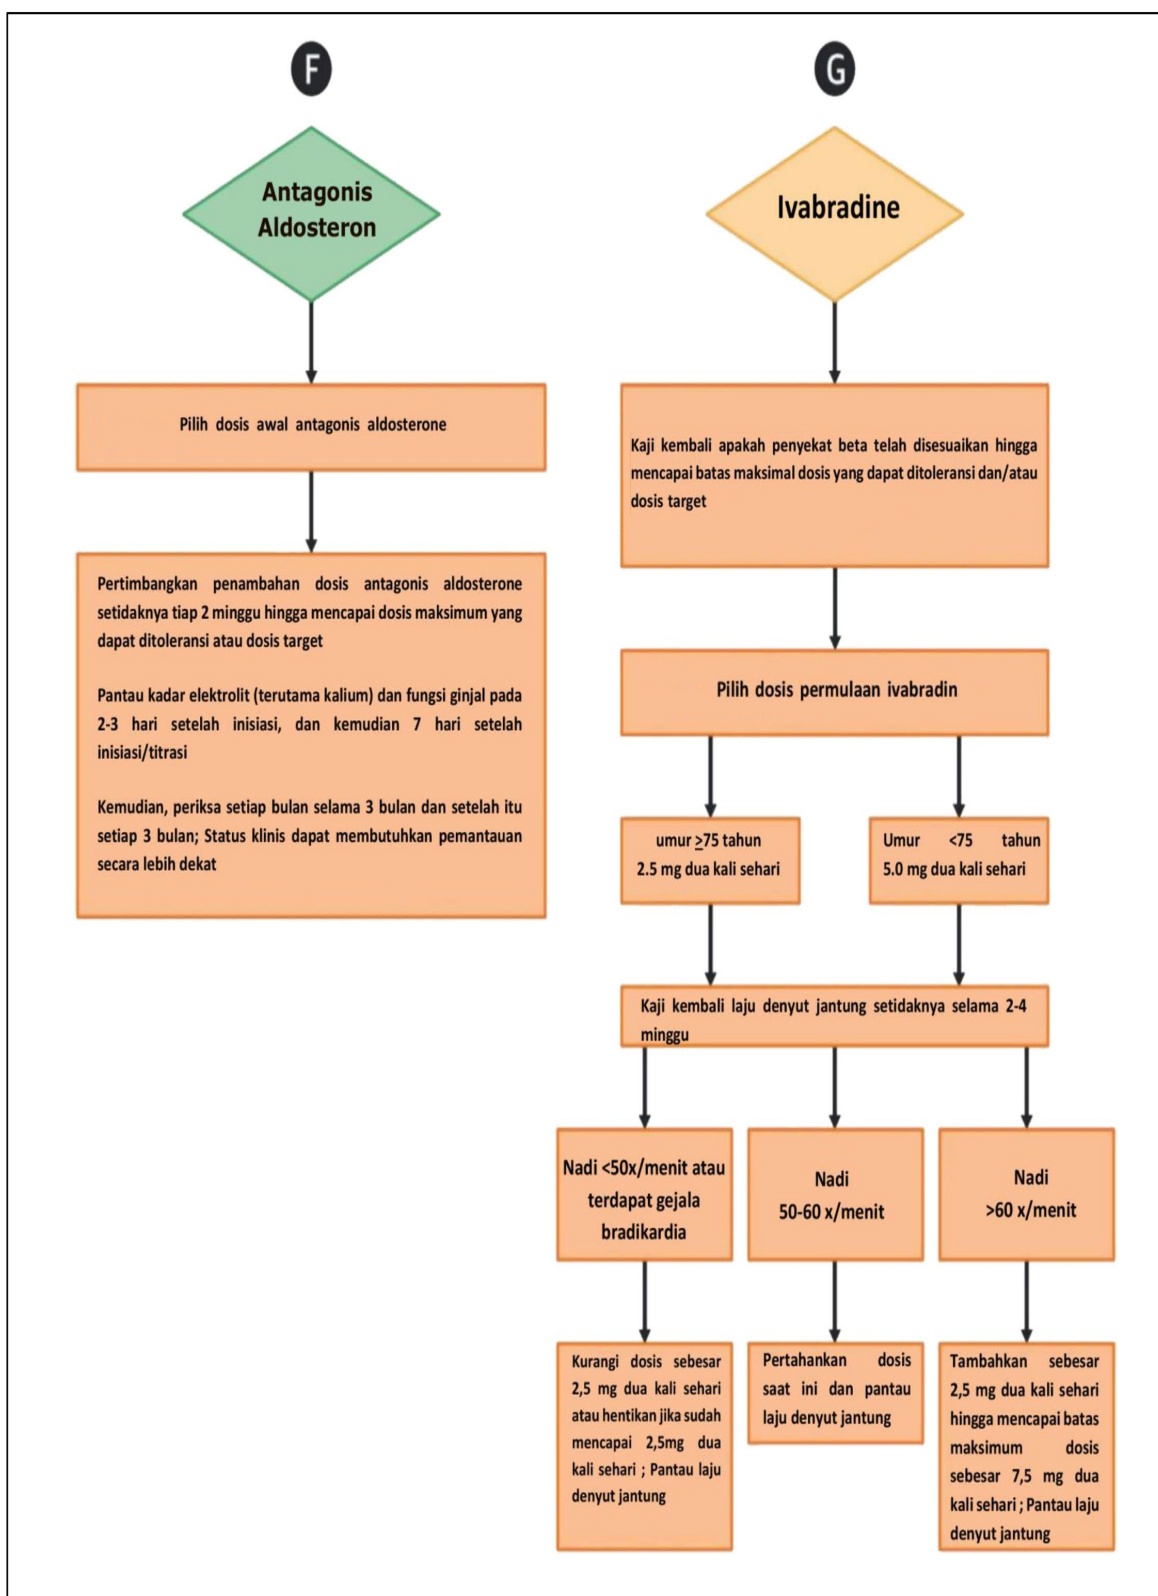 F
Antagonis
Aldosteron
Pilih dosis awal antagonis aldosterone
Pertimbangkan penambahan dosis antagonis aldosterone
setidaknya tiap 2 minggu hingga mencapai dosis maksimum yang
dapat ditoleransi atau dosis target
Pantau kadar elektrolit (terutama kalium) dan fungsi ginjal pada
2-3 hari setelah inisiasi, dan kemudian 7 hari setelah
inisiasi/titrasi
Kemudian, periksa setiap bulan selama 3 bulan dan setelah itu
setiap 3 bulan; Status klinis dapat membutuhkan pemantauan
secara lebih dekat
G
Ivabradine
Kaji kembali apakah penyekat beta telah disesuaikan hingga
mencapai batas maksimal dosis yang dapat ditoleransi dan/atau
dosis target
Pilih dosis permulaan ivabradin
umur ≥75 tahun
2.5 mg dua kali sehari
Umur <75 tahun
5.0 mg dua kali sehari
Kaji kembali laju denyut jantung setidaknya selama 2-4
minggu
Nadi <50x/menit atau
terdapat gejala
bradikardia
Nadi
50-60 x/menit
Nadi
>60 x/menit
Kurangi dosis sebesar
2,5 mg dua kali sehari
atau hentikan jika sudah
mencapai 2,5mg dua
kali sehari ; Pantau laju
denyut jantung
Pertahankan dosis
saat ini dan pantau
laju denyut jantung
Tambahkan sebesar
2,5 mg dua kali sehari
hingga mencapai batas
maksimum dosis
sebesar 7,5 mg dua
kali sehari ; Pantau laju
denyut jantung